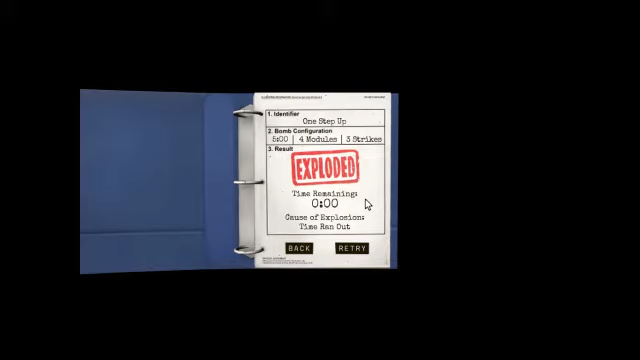 1. Identifier
One Step Up
2. Bomb Configuration
5:00 | 4 Modules | 3 Strikes
3. Result
EXPLODED
Time Remaining:
0:00
Cause of Explosion:
Time Ran Out
BACK RETRY